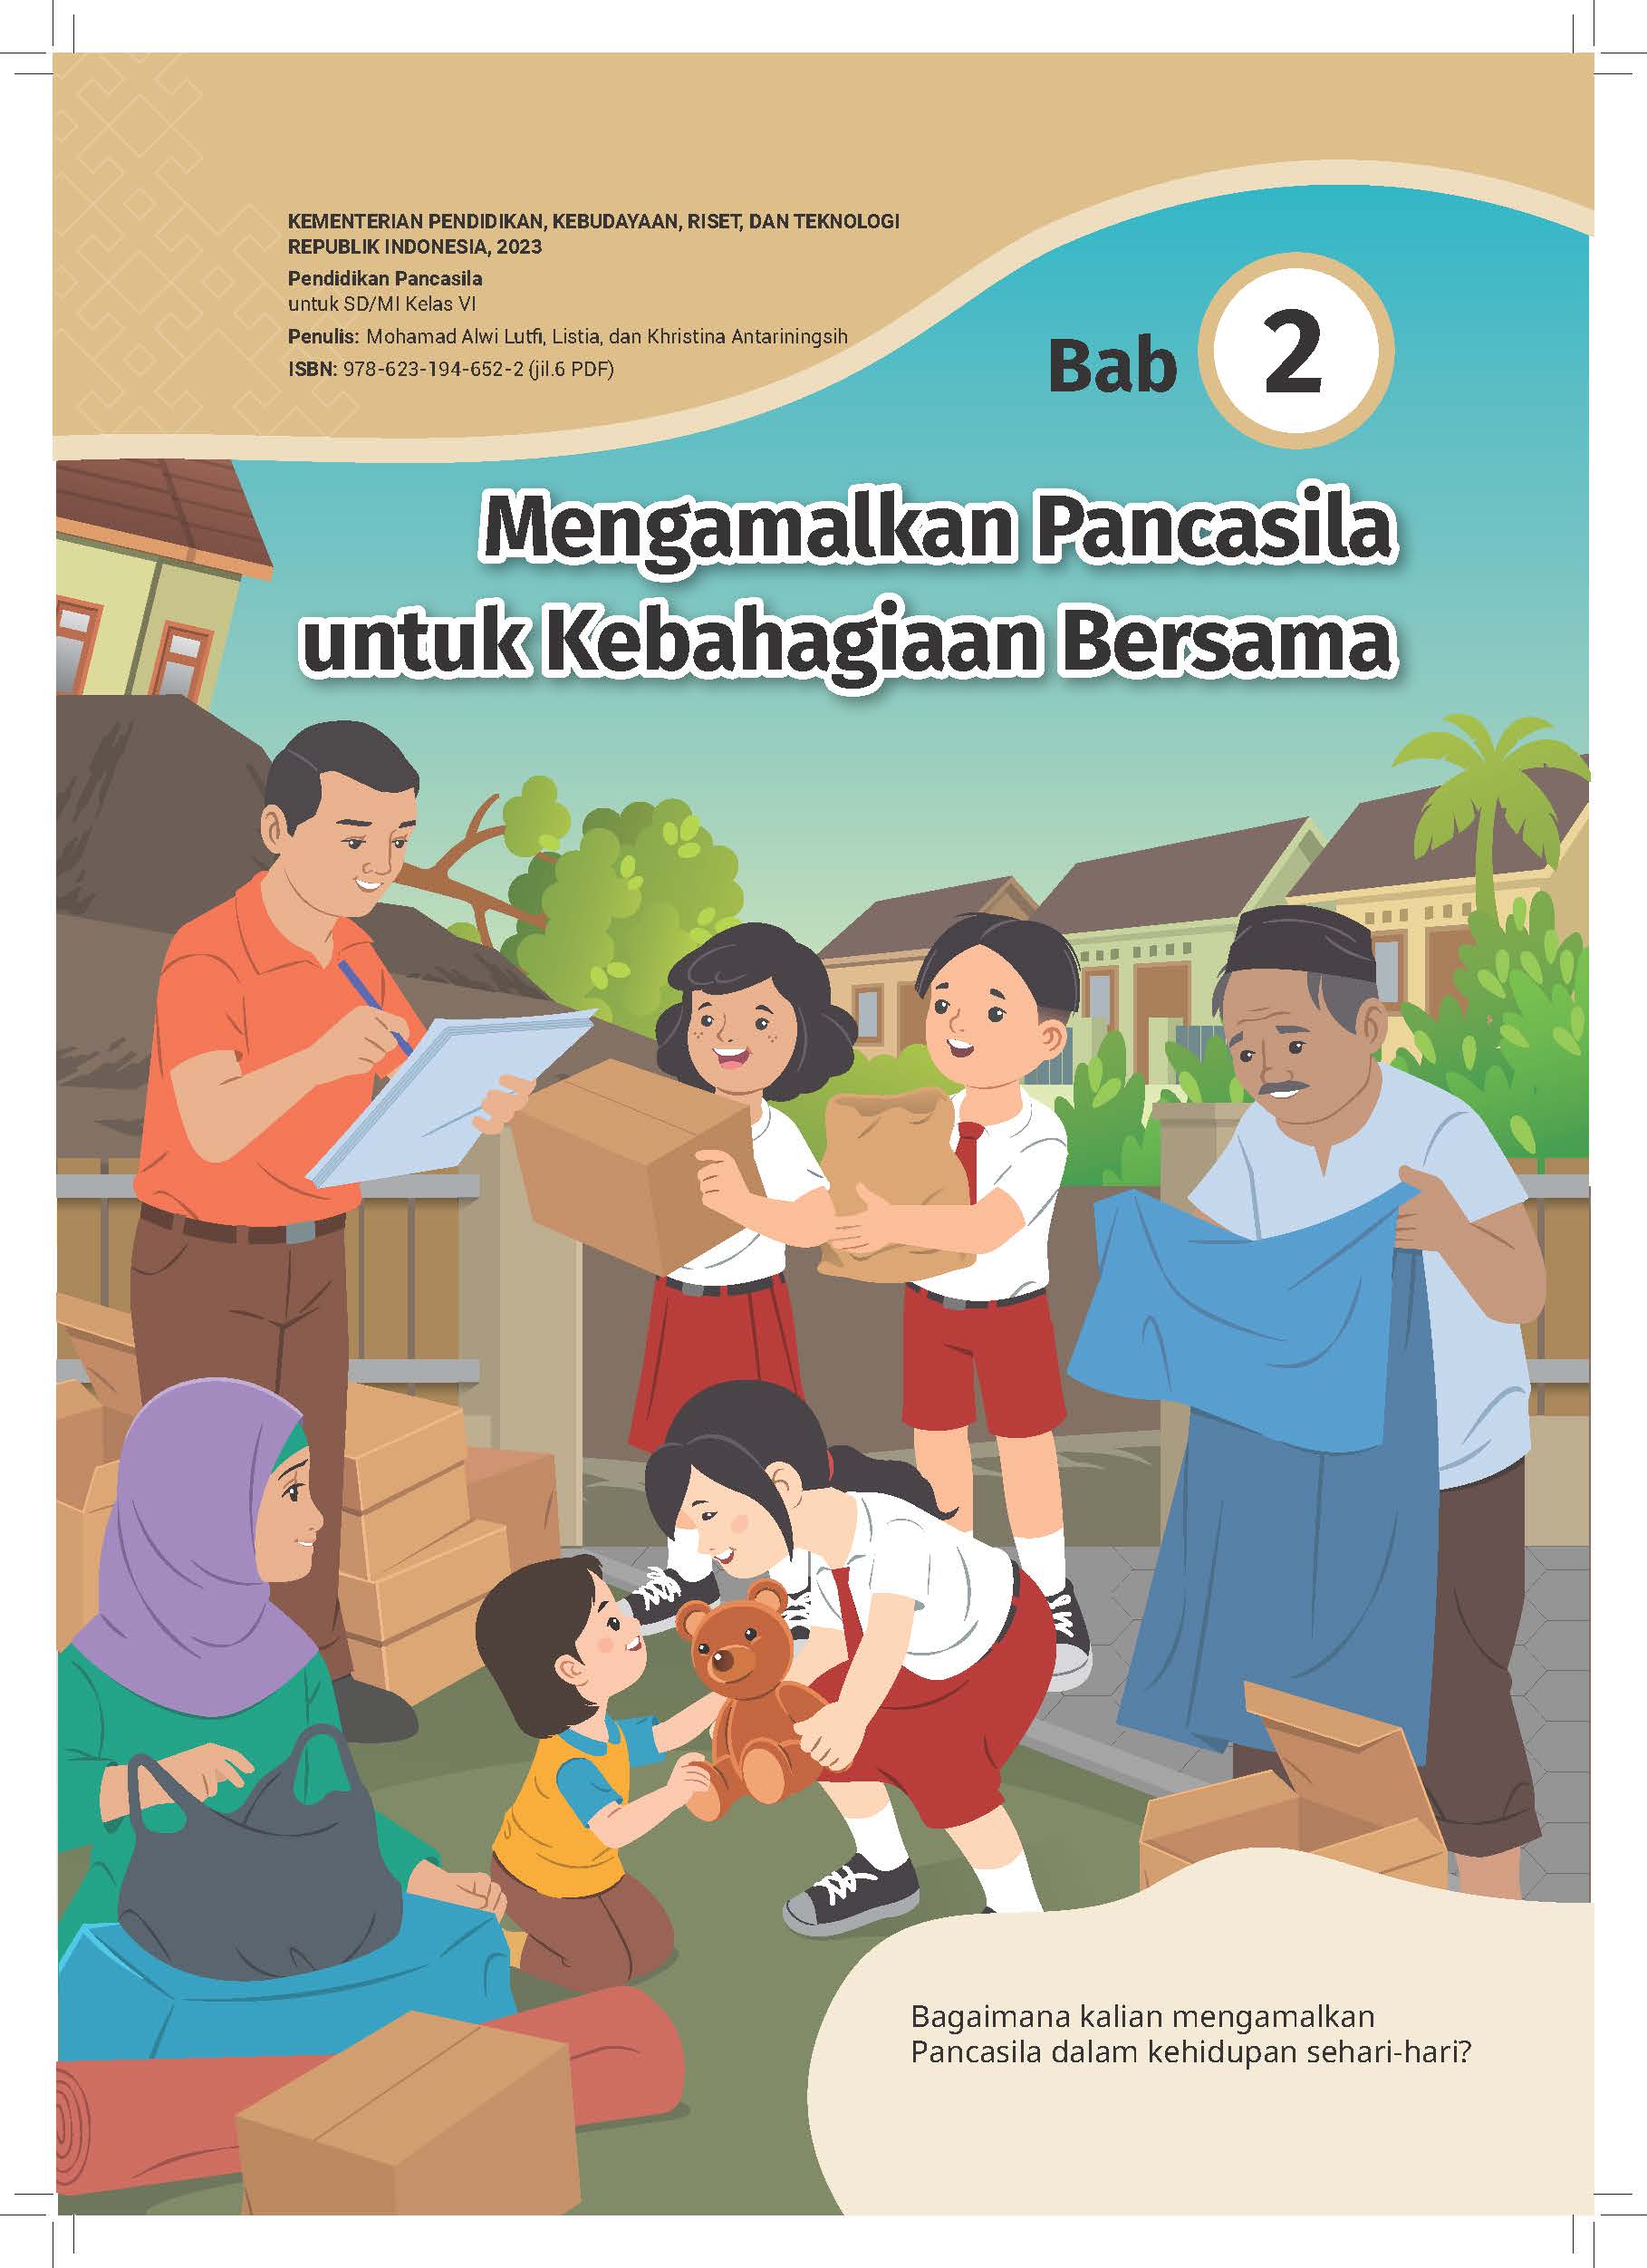 KEMENTERIAN PENDIDIKAN, KEBUDAYAAN, RISET, DAN TEKNOLOGI
REPUBLIK INDONESIA, 2023
Pendidikan Pancasila
untuk SD/MI Kelas VI
Penulis: Mohamad Alwi Lutfi, Listia, dan Khristina Antariningsih
ISBN: 978-623-194-652-2 (jil.6 PDF)
Bab 2
Mengamalkan Pancasila
untuk Kebahagiaan Bersama
Bagaimana kalian mengamalkan
Pancasila dalam kehidupan sehari-hari?